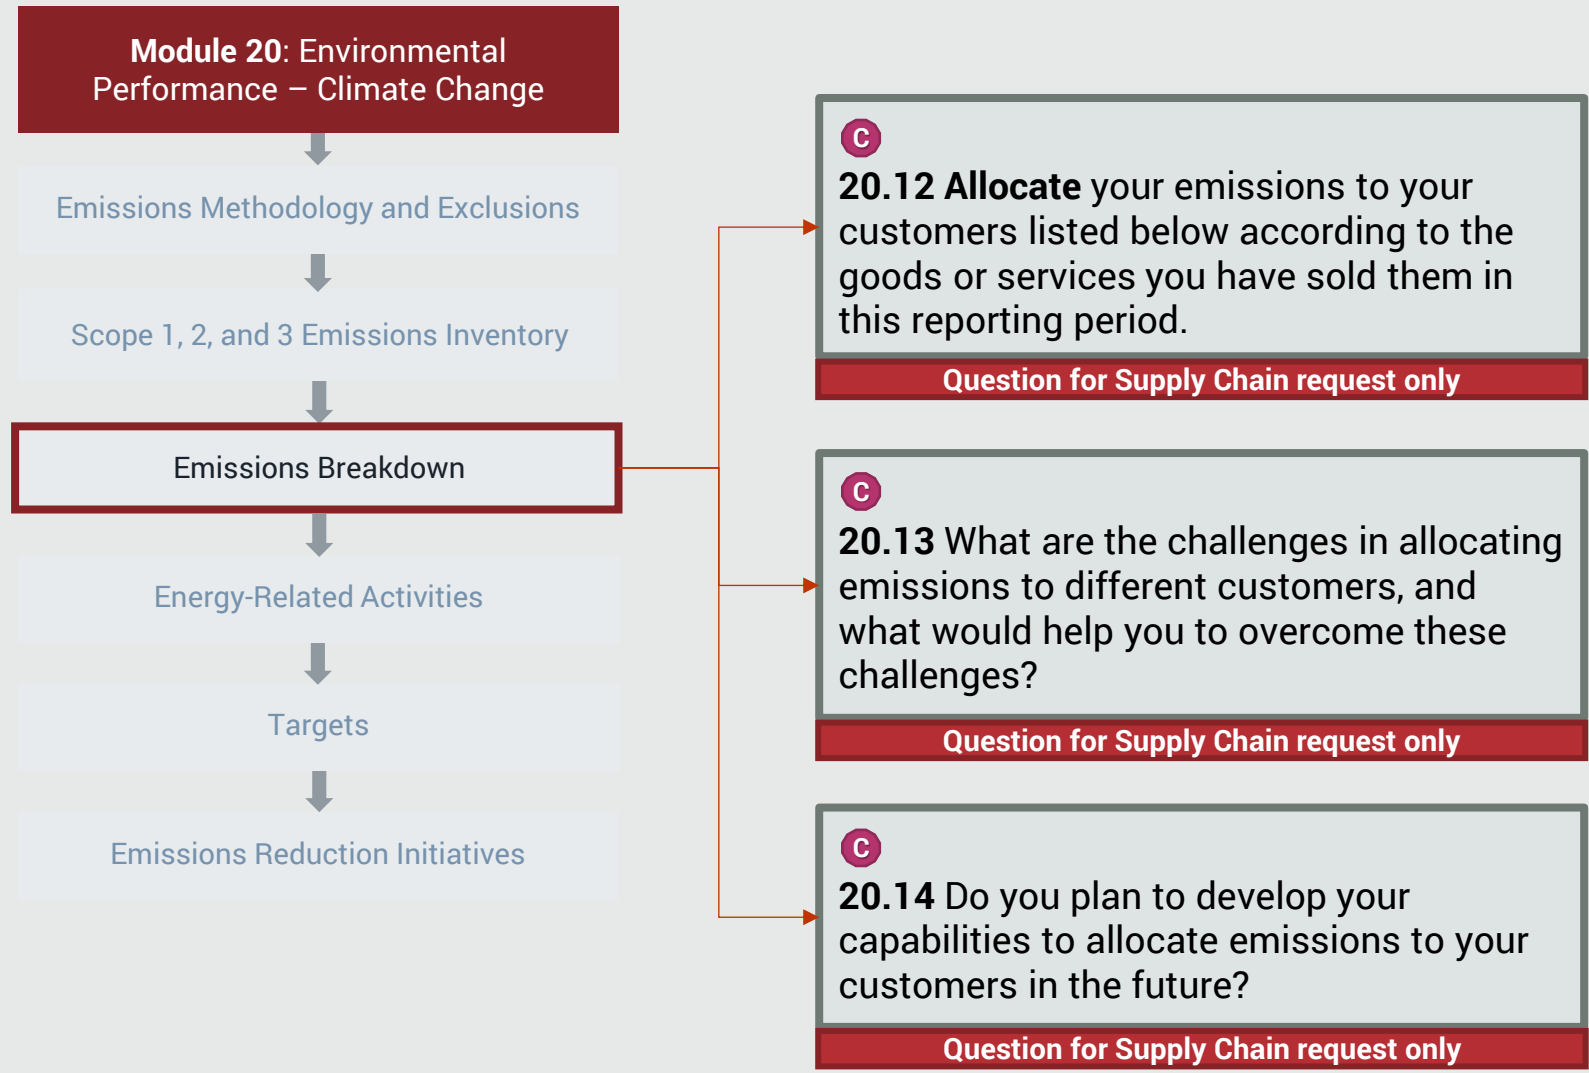 Module 20: Environmental
Performance – Climate Change
Emissions Methodology and Exclusions
Scope 1, 2, and 3 Emissions Inventory
Emissions Breakdown
Energy-Related Activities
Targets
Emissions Reduction Initiatives
C
20.12 Allocate your emissions to your
customers listed below according to the
goods or services you have sold them in
this reporting period.
Question for Supply Chain request only
C
20.13 What are the challenges in allocating
emissions to different customers, and
what would help you to overcome these
challenges?
Question for Supply Chain request only
C
20.14 Do you plan to develop your
capabilities to allocate emissions to your
customers in the future?
Question for Supply Chain request only